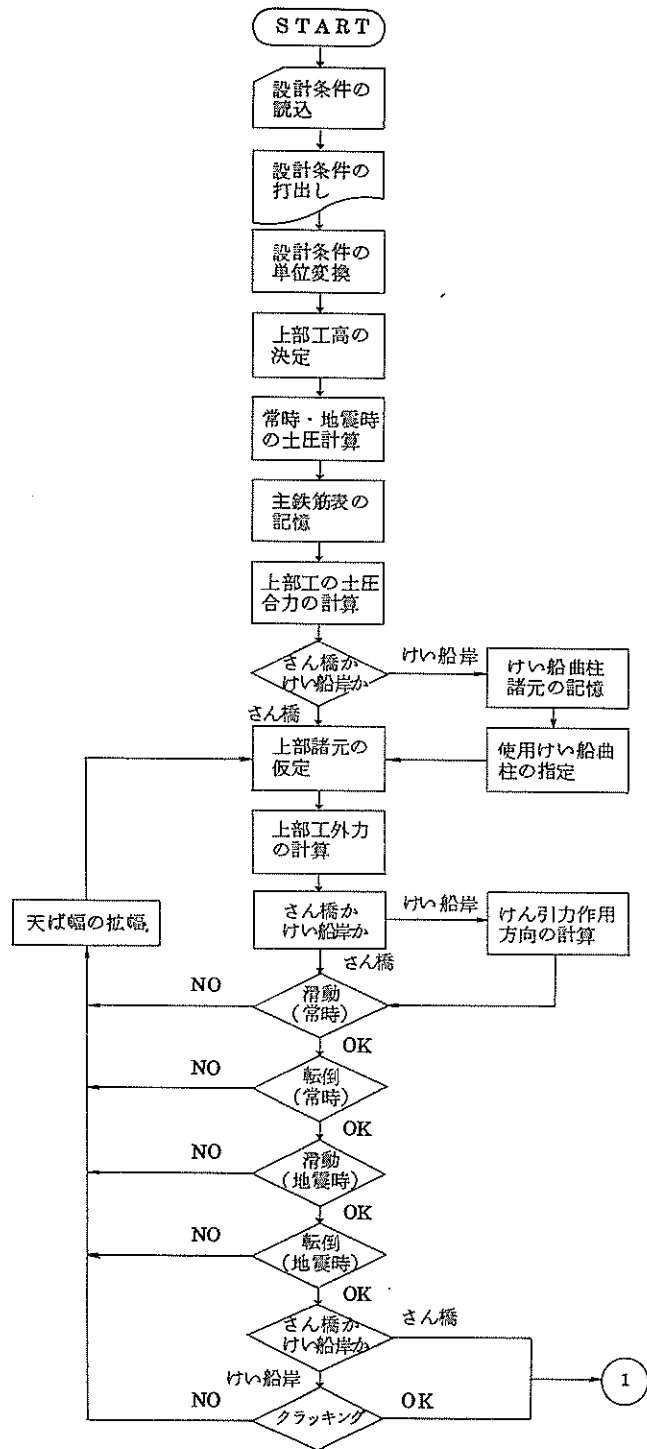 START
設計条件の
読込
設計条件の
打出し
設計条件の
単位変換
上部工高の
決定
常時・地震時
の土圧計算
主鉄筋表の
記憶
上部工の土圧
合力の計算
さん橋か
けい船岸か
けい船岸
けい船曲柱
諸元の記憶
さん橋
上部諸元の
仮定
使用けい船曲
柱の指定
上部工外力
の計算
天ば幅の拡幅
さん橋か
けい船岸か
けい船岸
けん引力作用
方向の計算
さん橋
NO
滑動
(常時)
OK
NO
転倒
(常時)
OK
NO
滑動
(地震時)
OK
NO
転倒
(地震時)
OK
さん橋か
けい船岸か
さん橋
けい船岸
NO
クラッキング
OK
1